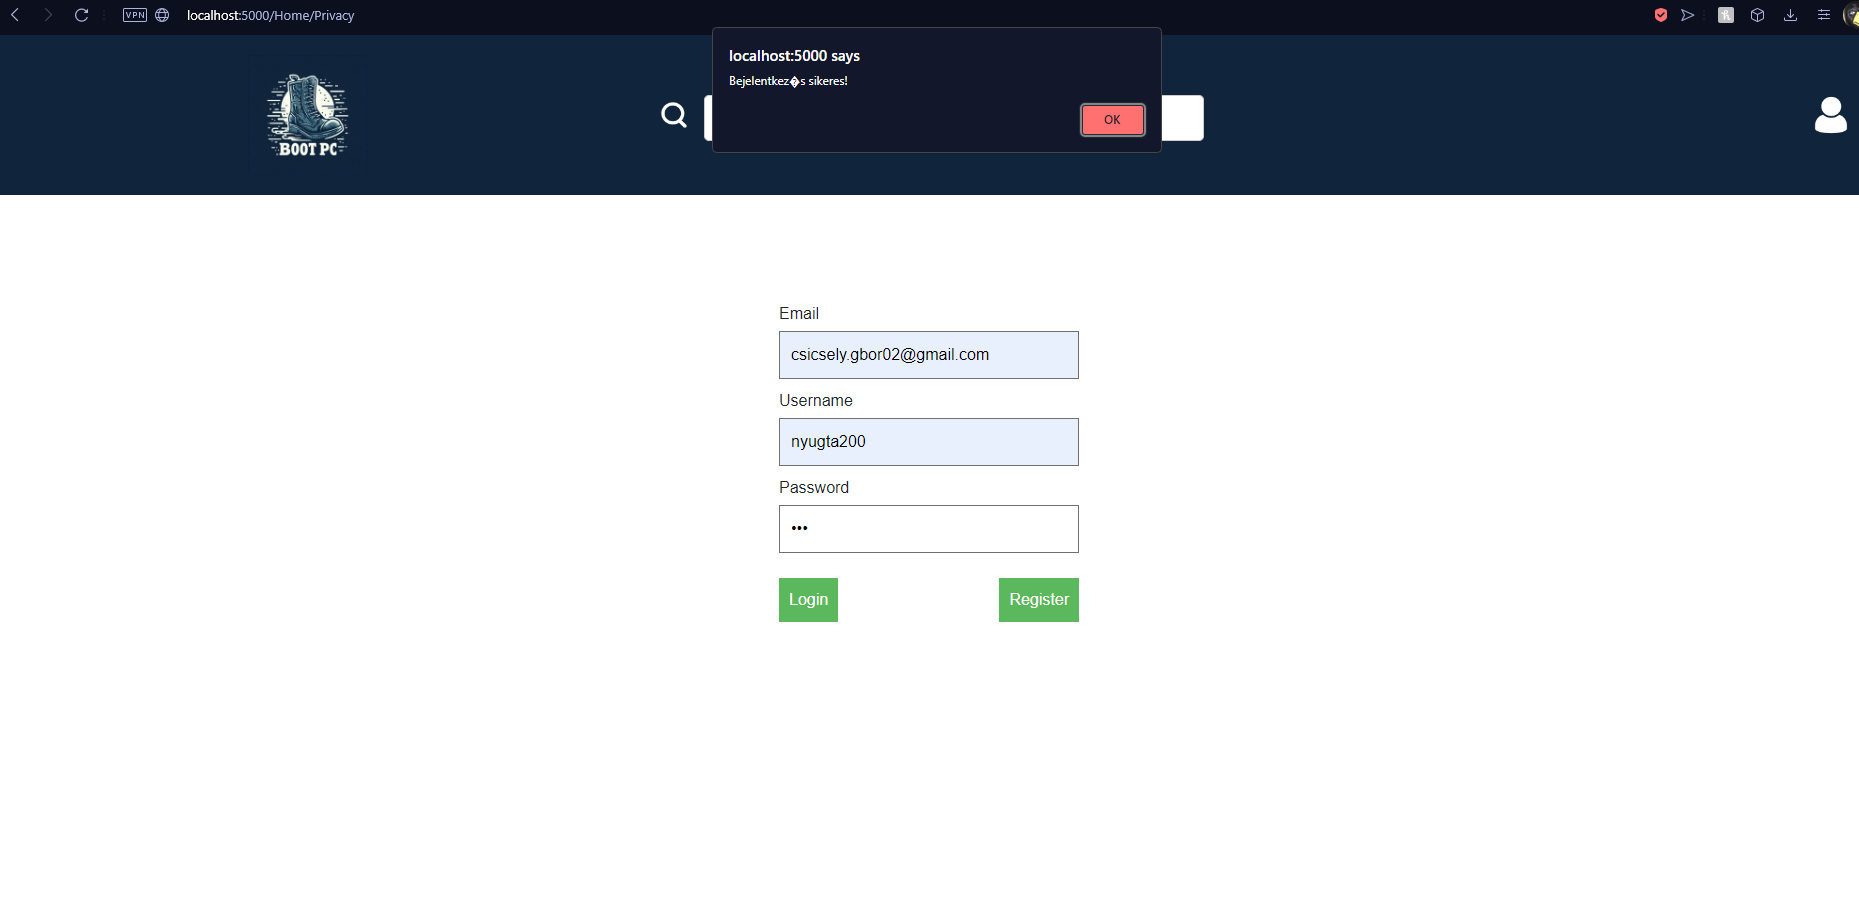 VPN localhost:5000/Home/Privacy
localhost:5000 says
Bejelentkez�s sikeres!
OK
BOOT PC
Email
csicsely.gbor02@gmail.com
Username
nyugta200
Password
•••
Login Register